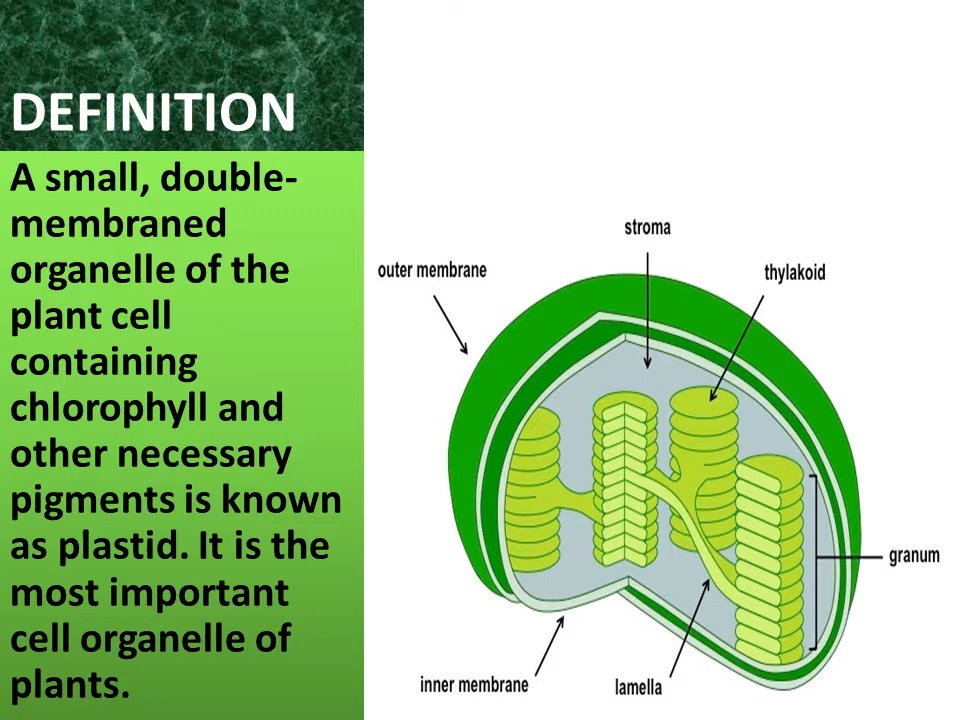 DEFINITION
A small, double-
membraned
organelle of the
plant cell
containing
chlorophyll and
other necessary
pigments is known
as plastid. It is the
most important
cell organelle of
plants.
stroma
outer membrane
thylakoid
granum
inner membrane
lamella